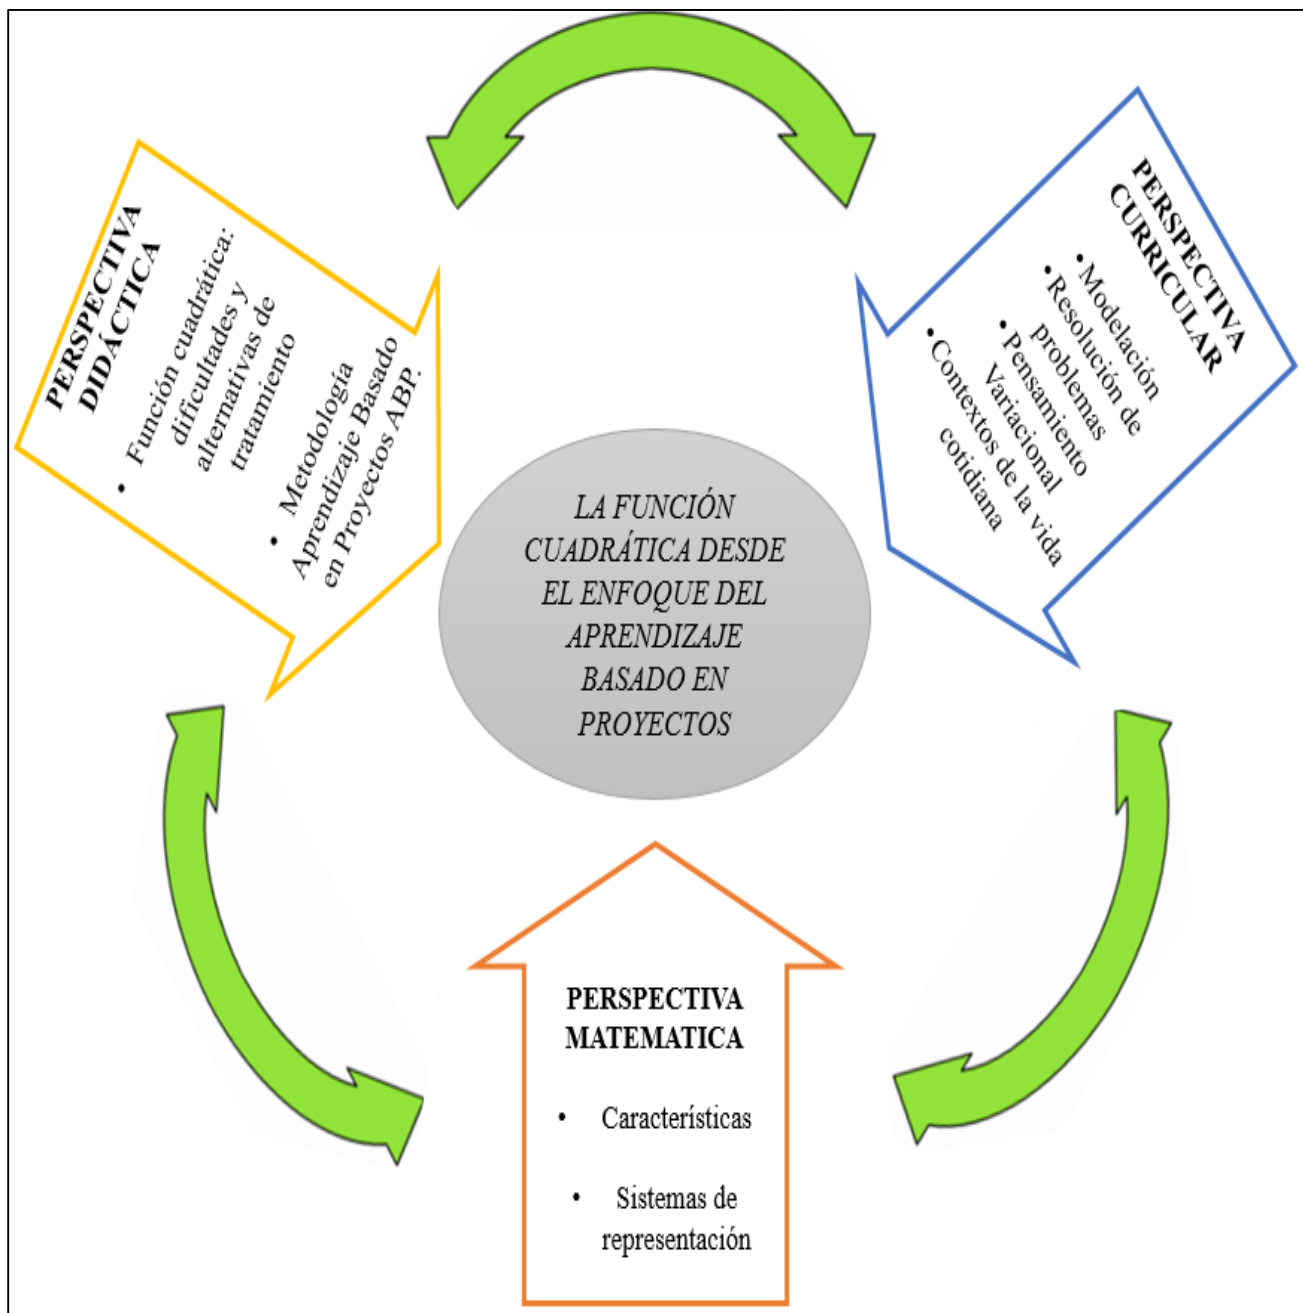 PERSPECTIVA
DIDÁCTICA
• Función cuadrática:
dificultades y
alternativas de
tratamiento
• Metodología
Aprendizaje Basado
en Proyectos ABP.
PERSPECTIVA
CURRICULAR
• Modelación
• Resolución de
problemas
• Pensamiento
Variacional
• Contextos de la vida
cotidiana
LA FUNCIÓN
CUADRÁTICA DESDE
EL ENFOQUE DEL
APRENDIZAJE
BASADO EN
PROYECTOS
PERSPECTIVA
MATEMATICA
• Características
• Sistemas de
representación